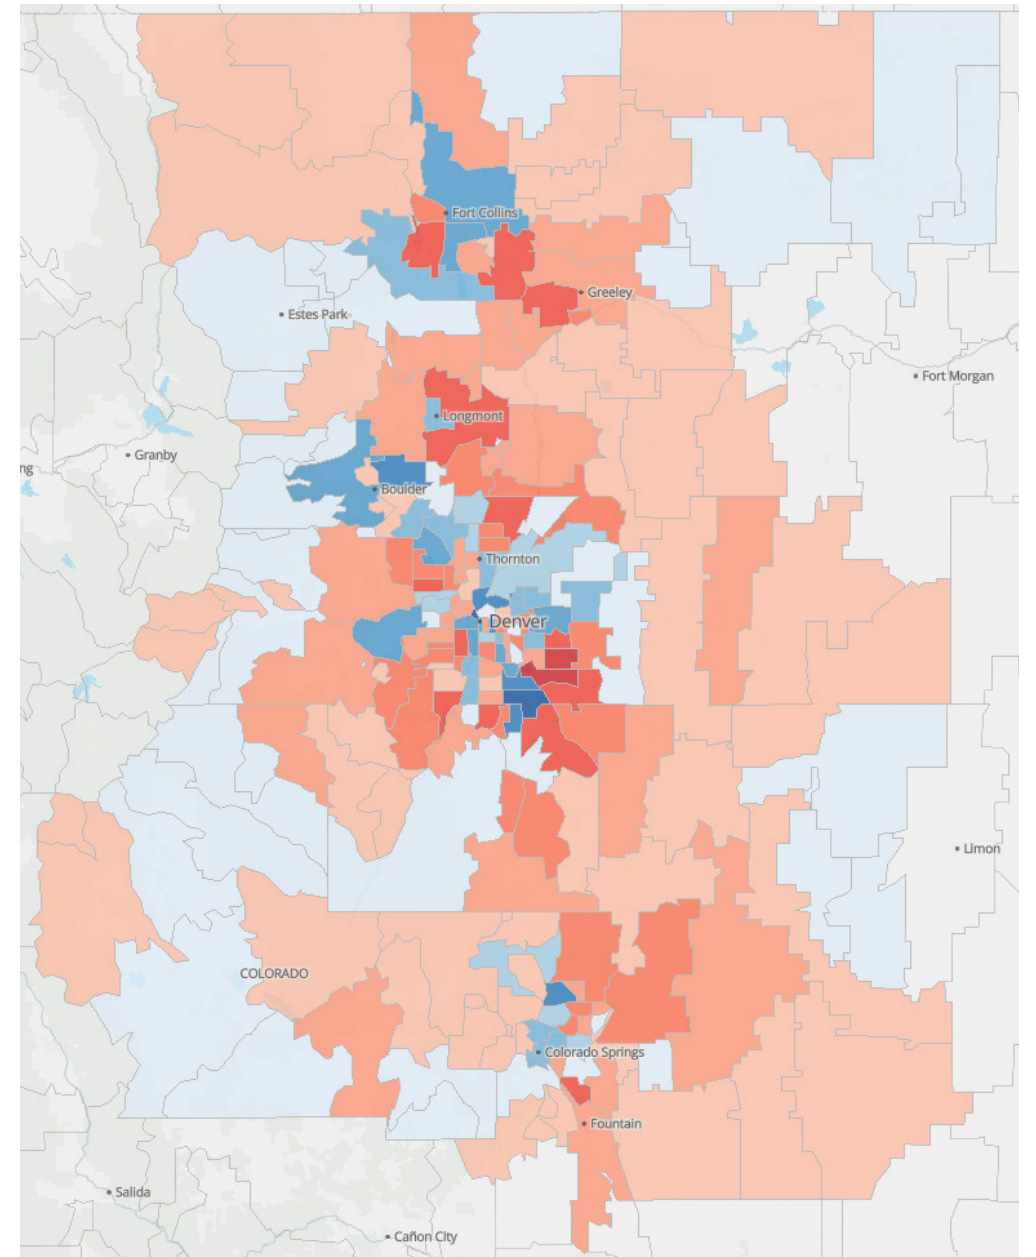 Fort Collins
Greeley
Estes Park
Fort Morgan
Longmont
Granby
ng
Boulder
Thornton
Denver
Limon
COLORADO
Colorado Springs
Fountain
Salida
Cañon City